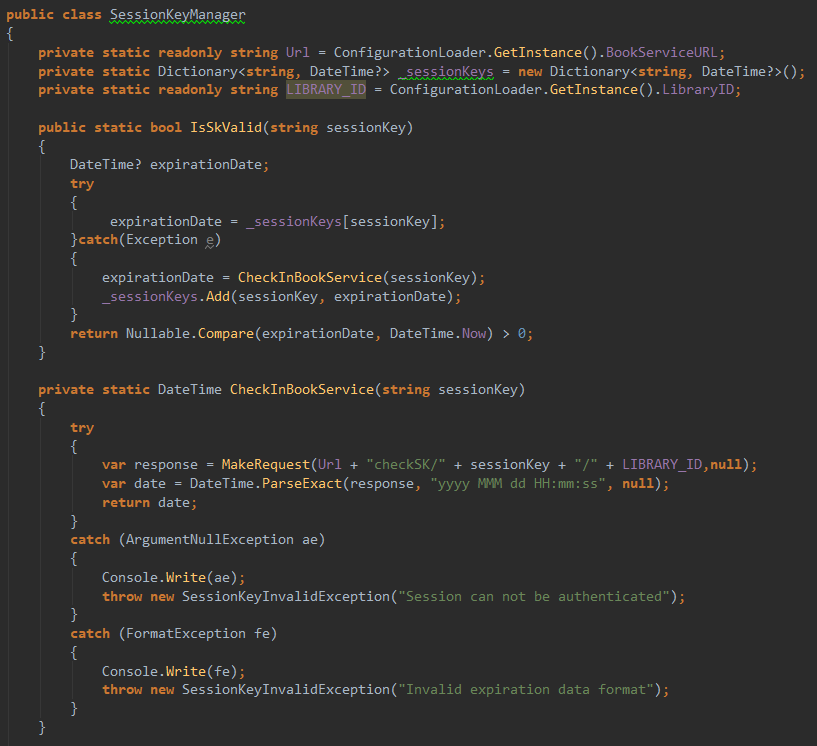 public class SessionKeyManager
{
    private static readonly string Url = ConfigurationLoader.GetInstance().BookServiceURL;
    private static Dictionary<string, DateTime?> _sessionKeys = new Dictionary<string, DateTime?>();
    private static readonly string LIBRARY_ID = ConfigurationLoader.GetInstance().LibraryID;

    public static bool IsSkValid(string sessionKey)
    {
        DateTime? expirationDate;
        try
        {
             expirationDate = _sessionKeys[sessionKey];
        }catch(Exception e)
        {
            expirationDate = CheckInBookService(sessionKey);
            _sessionKeys.Add(sessionKey, expirationDate);
        }
        return Nullable.Compare(expirationDate, DateTime.Now) > 0;
    }

    private static DateTime CheckInBookService(string sessionKey)
    {
        try
        {
            var response = MakeRequest(Url + "checkSK/" + sessionKey + "/" + LIBRARY_ID,null);
            var date = DateTime.ParseExact(response, "yyyy MMM dd HH:mm:ss", null);
            return date;
        }
        catch (ArgumentNullException ae)
        {
            Console.Write(ae);
            throw new SessionKeyInvalidException("Session can not be authenticated");
        }
        catch (FormatException fe)
        {
            Console.Write(fe);
            throw new SessionKeyInvalidException("Invalid expiration data format");
        }
    }